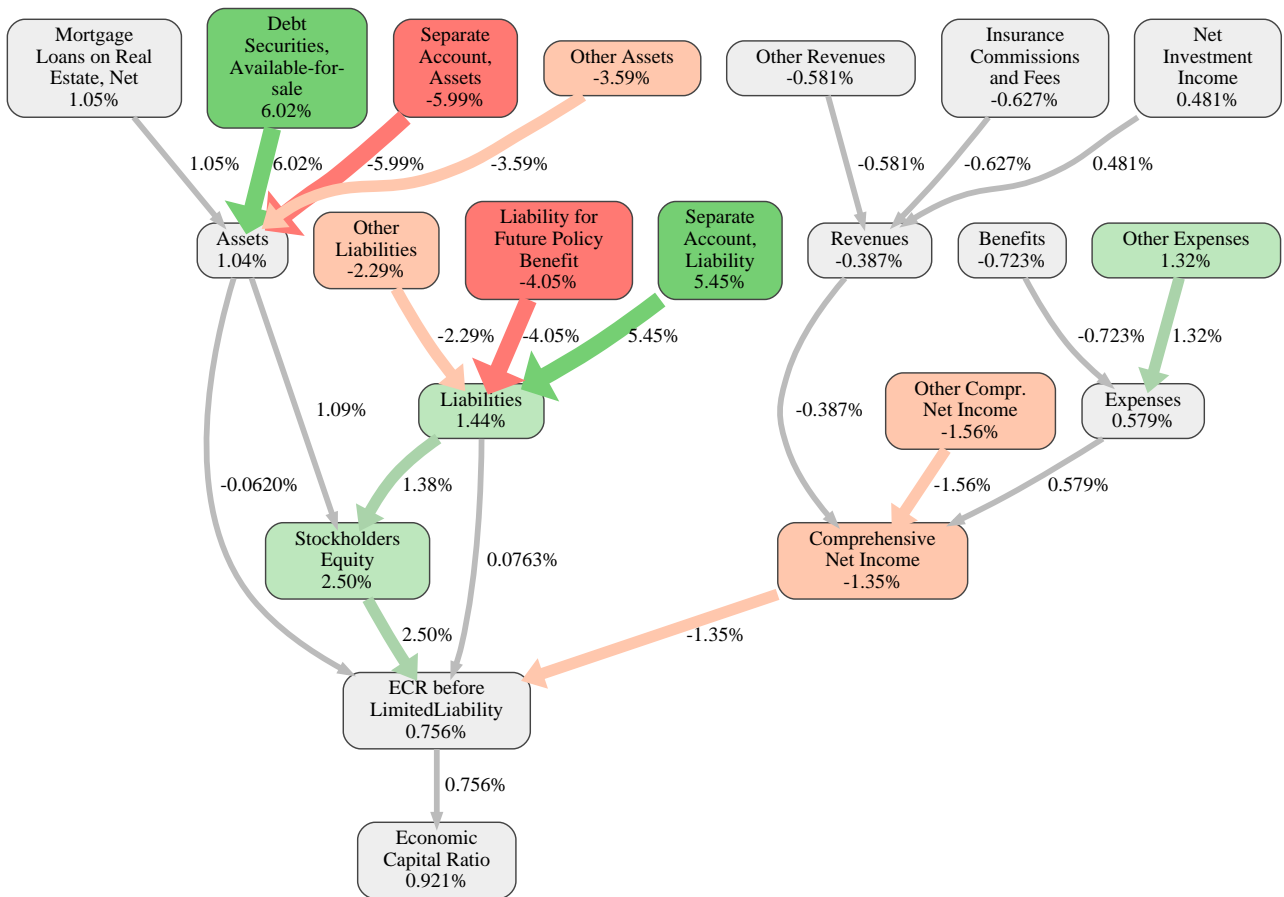 Mortgage
Loans on Real
Estate, Net
1.05%
Debt
Securities,
Available-for-
sale
6.02%
Separate
Account,
Assets
-5.99%
Other Assets
-3.59%
Other Revenues
-0.581%
Insurance
Commissions
and Fees
-0.627%
Net
Investment
Income
0.481%
1.05%
6.02%
-5.99%
-3.59%
-0.581%
-0.627%
0.481%
Assets
1.04%
Other
Liabilities
-2.29%
Liability for
Future Policy
Benefit
-4.05%
Separate
Account,
Liability
5.45%
Revenues
-0.387%
Benefits
-0.723%
Other Expenses
1.32%
-2.29%
-4.05%
5.45%
-0.723%
1.32%
1.09%
Liabilities
1.44%
-0.387%
Other Compr.
Net Income
-1.56%
Expenses
0.579%
-0.0620%
1.38%
-1.56%
0.579%
Stockholders
Equity
2.50%
0.0763%
Comprehensive
Net Income
-1.35%
2.50%
-1.35%
ECR before
LimitedLiability
0.756%
0.756%
Economic
Capital Ratio
0.921%